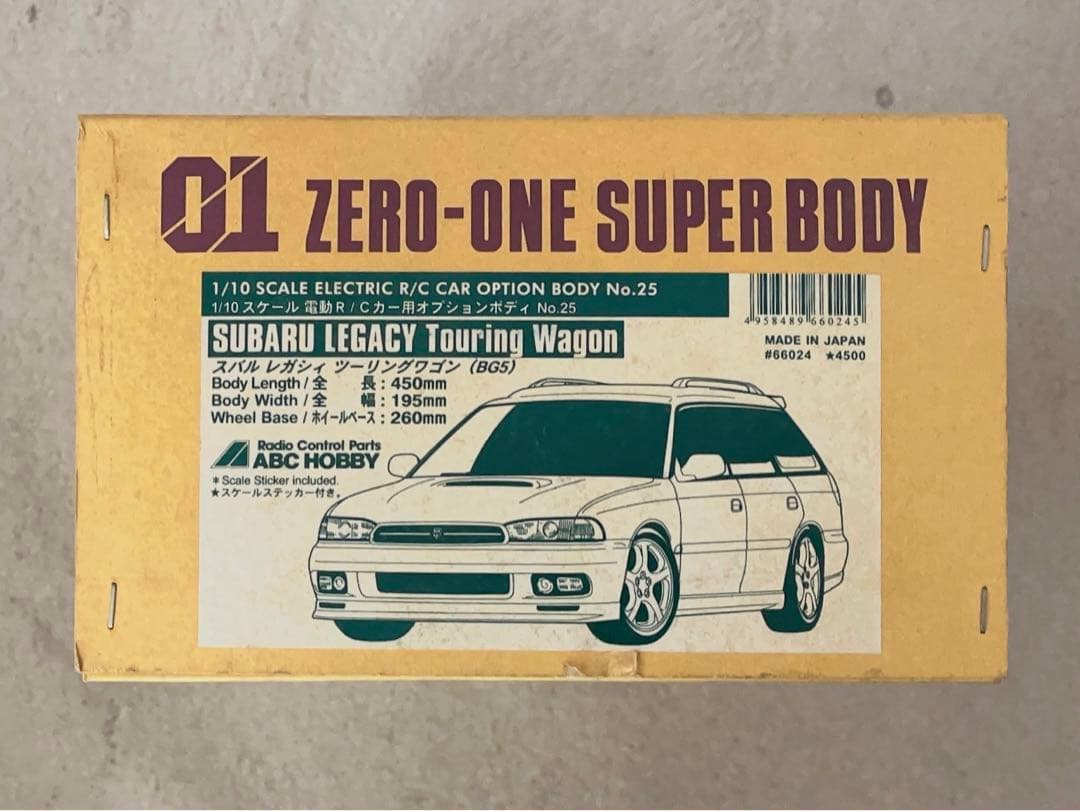 01 ZERO-ONE SUPER BODY
1/10 SCALE ELECTRIC R/C CAR OPTION BODY No.25
1/10 スケール 電動R/Cカー用オプションボディ No.25
SUBARU LEGACY Touring Wagon
スバル レガシィ ツーリングワゴン (BG5)
Body Length / 全 長 : 450mm
Body Width / 全 幅 : 195mm
Wheel Base / ホイールベース : 260mm
Radio Control Parts
ABC HOBBY
* Scale Sticker included.
★スケールステッカー付き。
4 958489 660245
MADE IN JAPAN
#66024 ★4500